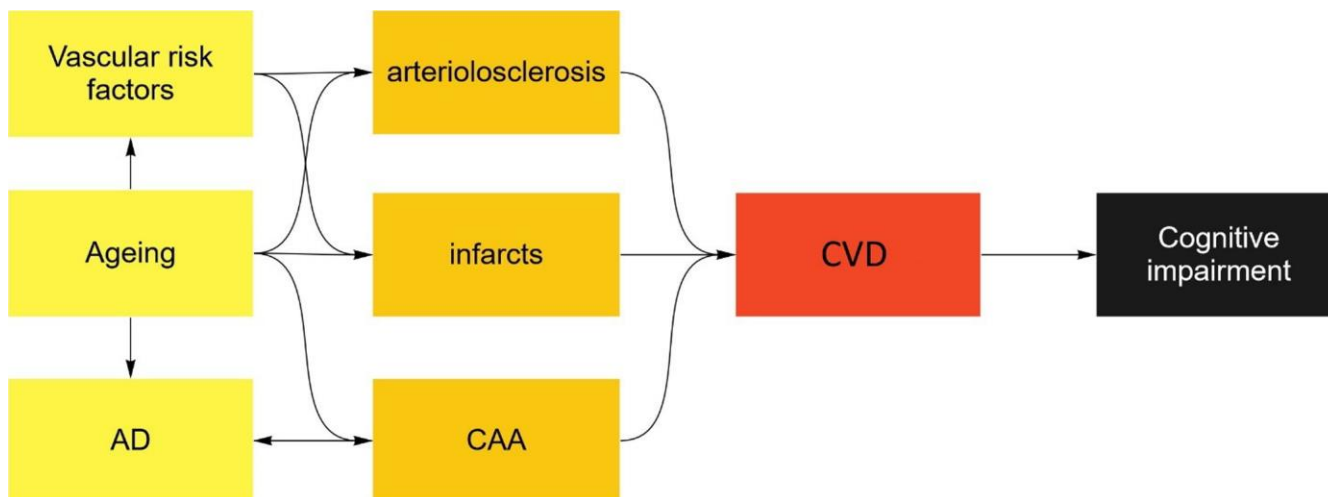 Vascular risk
factors
arteriolosclerosis
Ageing
infarcts
CVD
Cognitive
impairment
AD
CAA